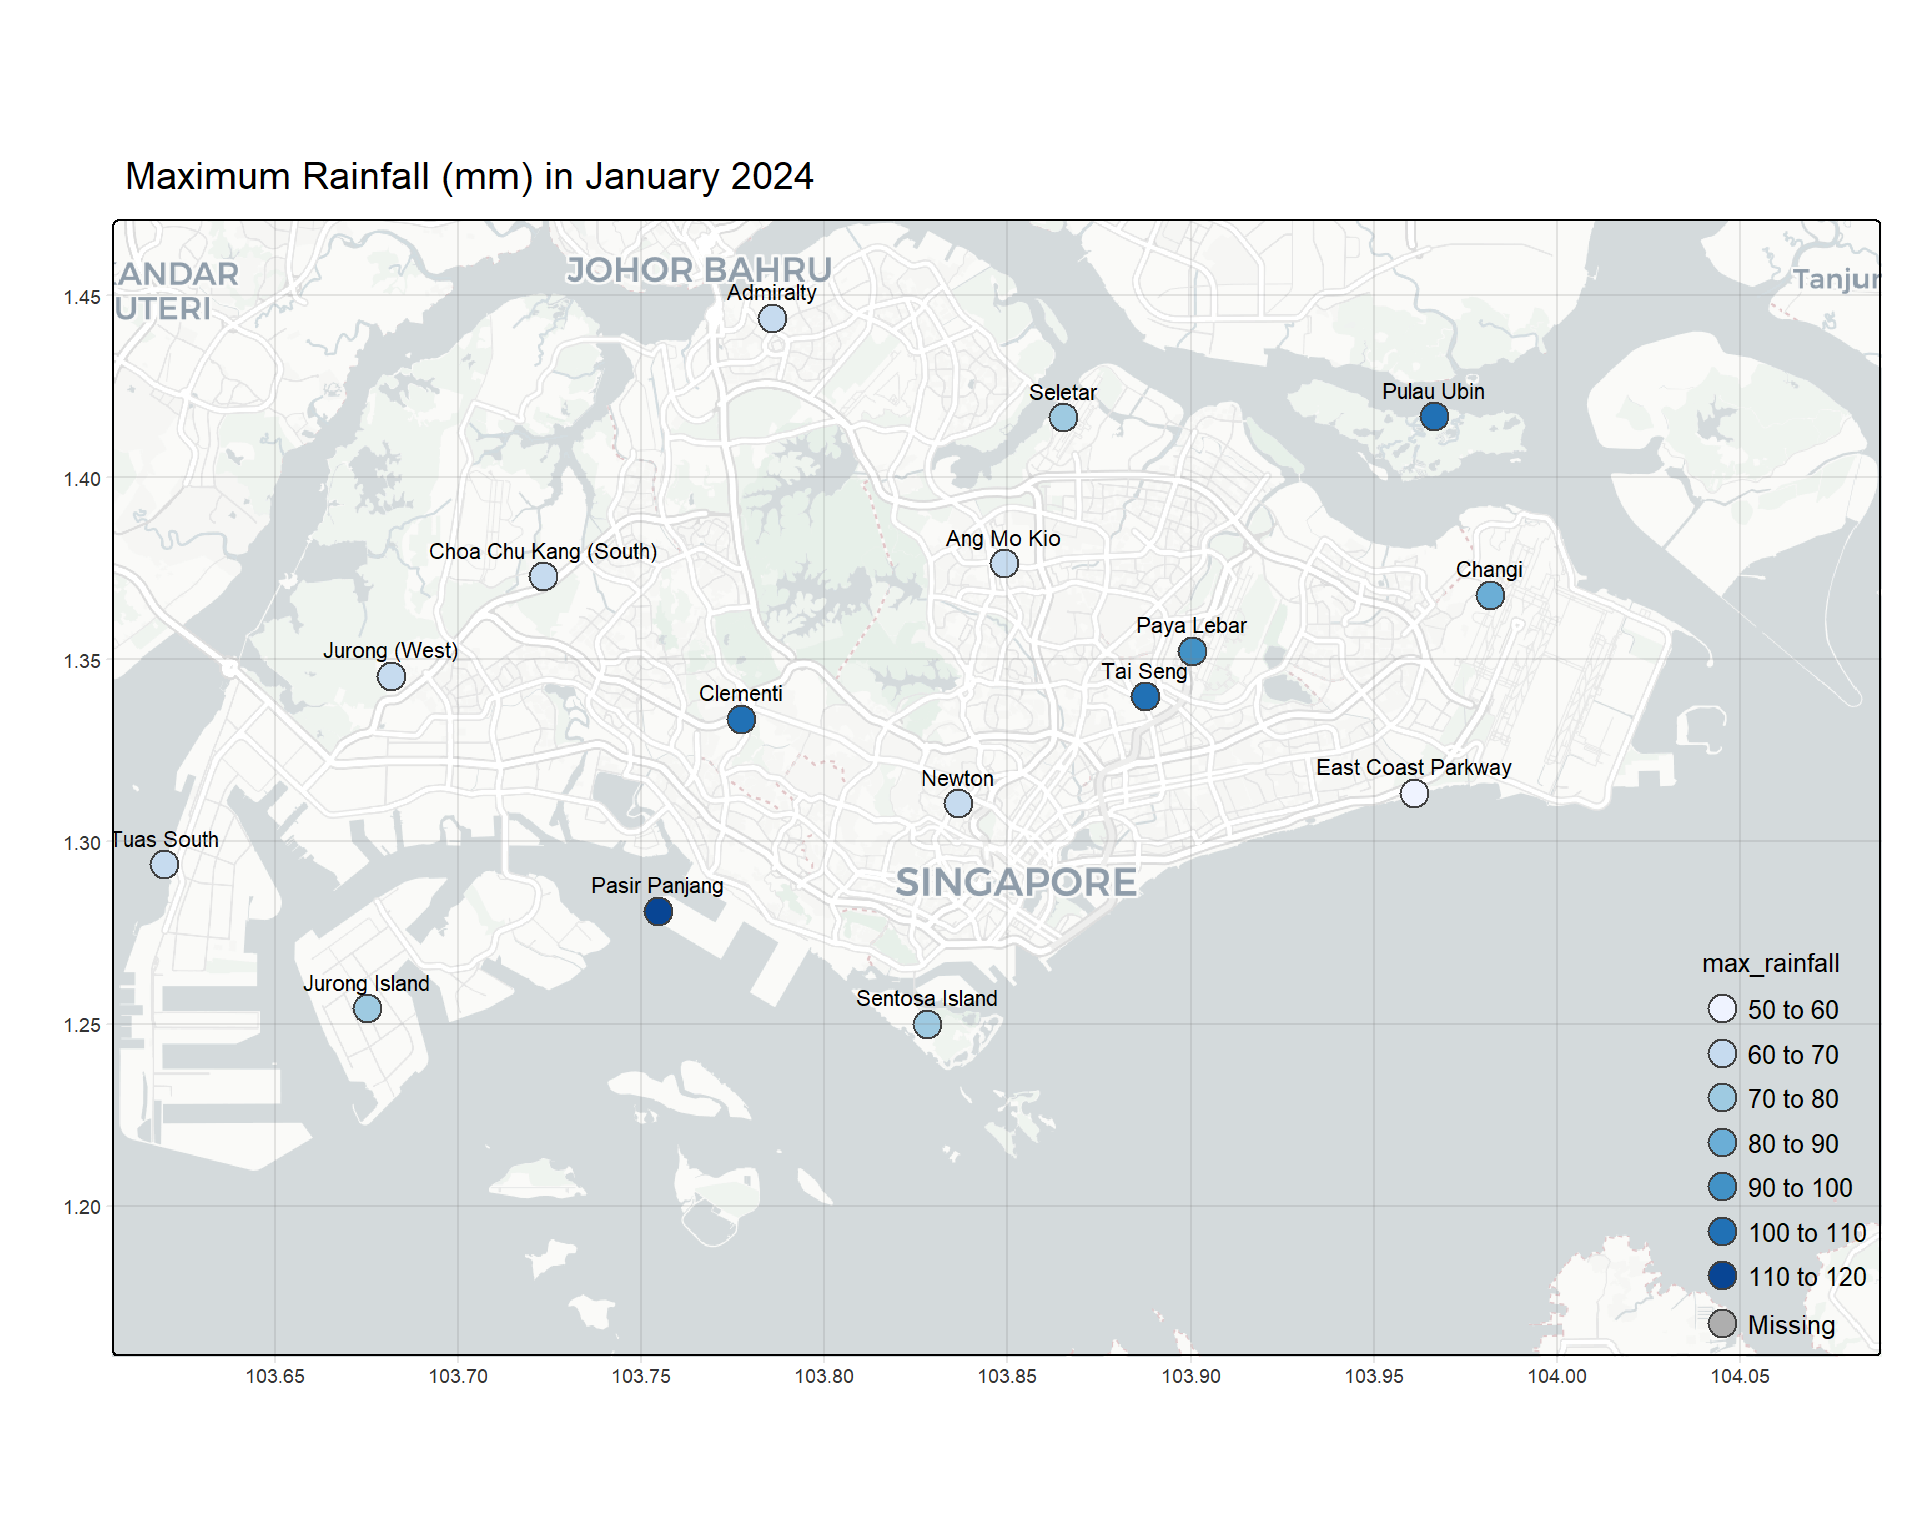 Maximum Rainfall (mm) in January 2024
KANDAR
UTERI
JOHOR BAHRU
Tanjur
Admiralty
1.45
Seletar
Pulau Ubin
1.40
Ang Mo Kio
Choa Chu Kang (South)
Changi
Paya Lebar
Jurong (West)
1.35
Tai Seng
Clementi
East Coast Parkway
Newton
Tuas South
1.30
SINGAPORE
Pasir Panjang
Jurong Island
Sentosa Island
1.25
1.20
max_rainfall
50 to 60
60 to 70
70 to 80
80 to 90
90 to 100
100 to 110
110 to 120
Missing
103.65 103.70 103.75 103.80 103.85 103.90 103.95 104.00 104.05